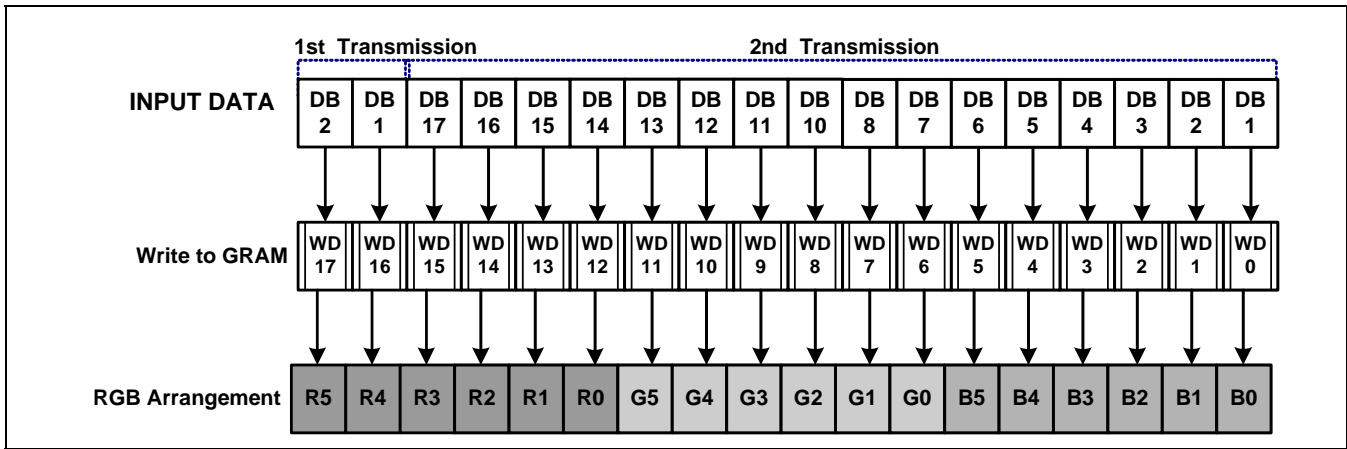 1st Transmission 2nd Transmission
INPUT DATA DB 2 DB 1 DB 17 DB 16 DB 15 DB 14 DB 13 DB 12 DB 11 DB 10 DB 8 DB 7 DB 6 DB 5 DB 4 DB 3 DB 2 DB 1
Write to GRAM WD 17 WD 16 WD 15 WD 14 WD 13 WD 12 WD 11 WD 10 WD 9 WD 8 WD 7 WD 6 WD 5 WD 4 WD 3 WD 2 WD 1 WD 0
RGB Arrangement R5 R4 R3 R2 R1 R0 G5 G4 G3 G2 G1 G0 B5 B4 B3 B2 B1 B0